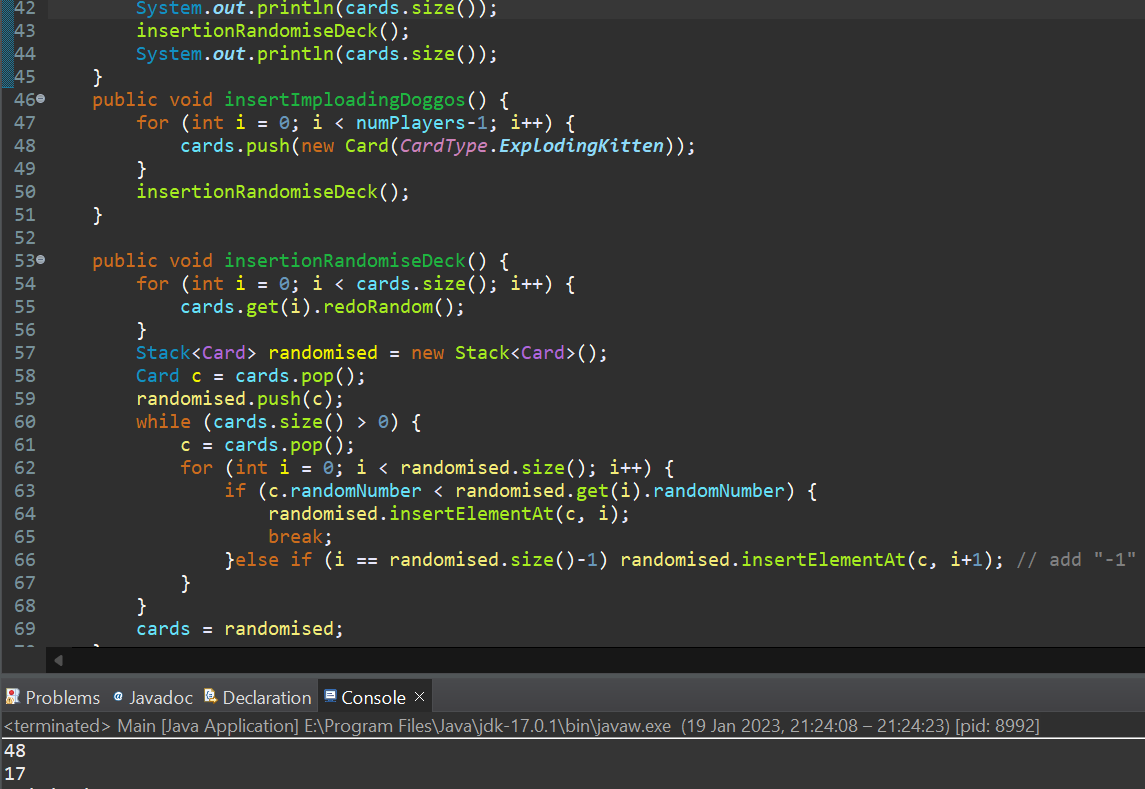 42 System.out.println(cards.size());
43 insertionRandomiseDeck();
44 System.out.println(cards.size());
45 }
46 public void insertImploadingDoggos() {
47 for (int i = 0; i < numPlayers-1; i++) {
48 cards.push(new Card(CardType.ExplodingKitten));
49 }
50 insertionRandomiseDeck();
51 }
52
53 public void insertionRandomiseDeck() {
54 for (int i = 0; i < cards.size(); i++) {
55 cards.get(i).redoRandom();
56 }
57 Stack<Card> randomised = new Stack<Card>();
58 Card c = cards.pop();
59 randomised.push(c);
60 while (cards.size() > 0) {
61 c = cards.pop();
62 for (int i = 0; i < randomised.size(); i++) {
63 if (c.randomNumber < randomised.get(i).randomNumber) {
64 randomised.insertElementAt(c, i);
65 break;
66 }else if (i == randomised.size()-1) randomised.insertElementAt(c, i+1); // add "-1"
67 }
68 }
69 cards = randomised;
Problems Javadoc Declaration Console
<terminated> Main [Java Application] E:\Program Files\Java\jdk-17.0.1\bin\javaw.exe (19 Jan 2023, 21:24:08 – 21:24:23) [pid: 8992]
48
17